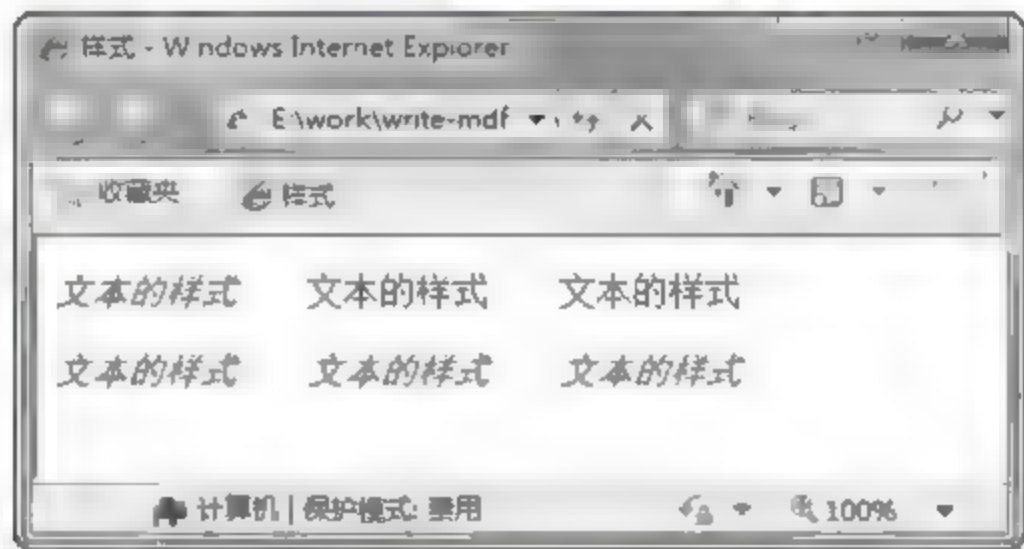 样式 - Windows Internet Explorer
E:\work\write-mdf
收藏夹 样式
文本的样式 文本的样式 文本的样式
文本的样式 文本的样式 文本的样式
计算机 | 保护模式: 禁用 100%